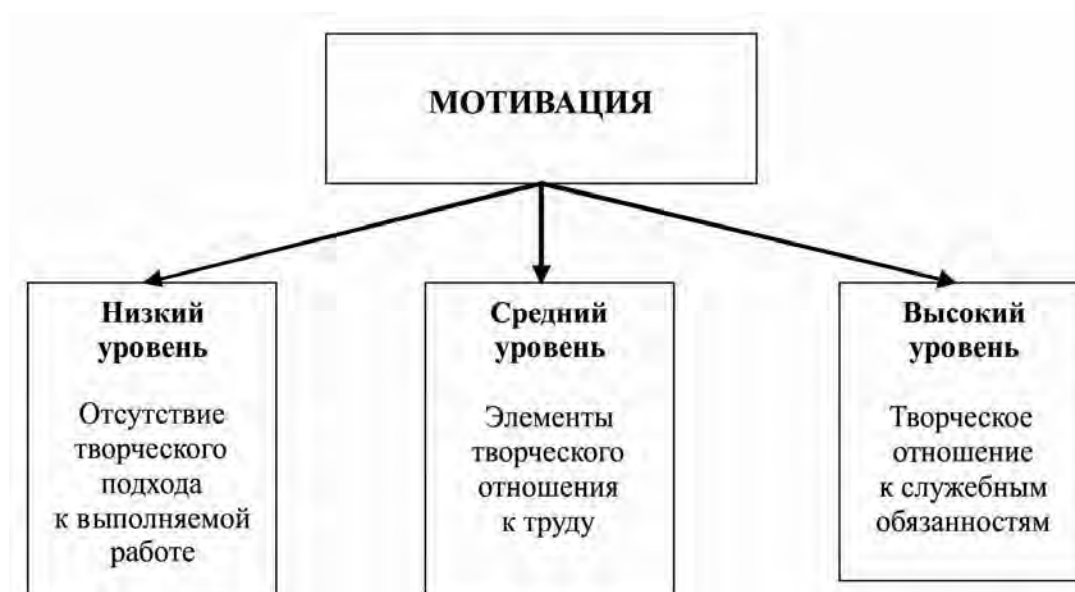 МОТИВАЦИЯ
Низкий
уровень
Отсутствие
творческого
подхода
к выполняемой
работе
Средний
уровень
Элементы
творческого
отношения
к труду
Высокий
уровень
Творческое
отношение
к служебным
обязанностям